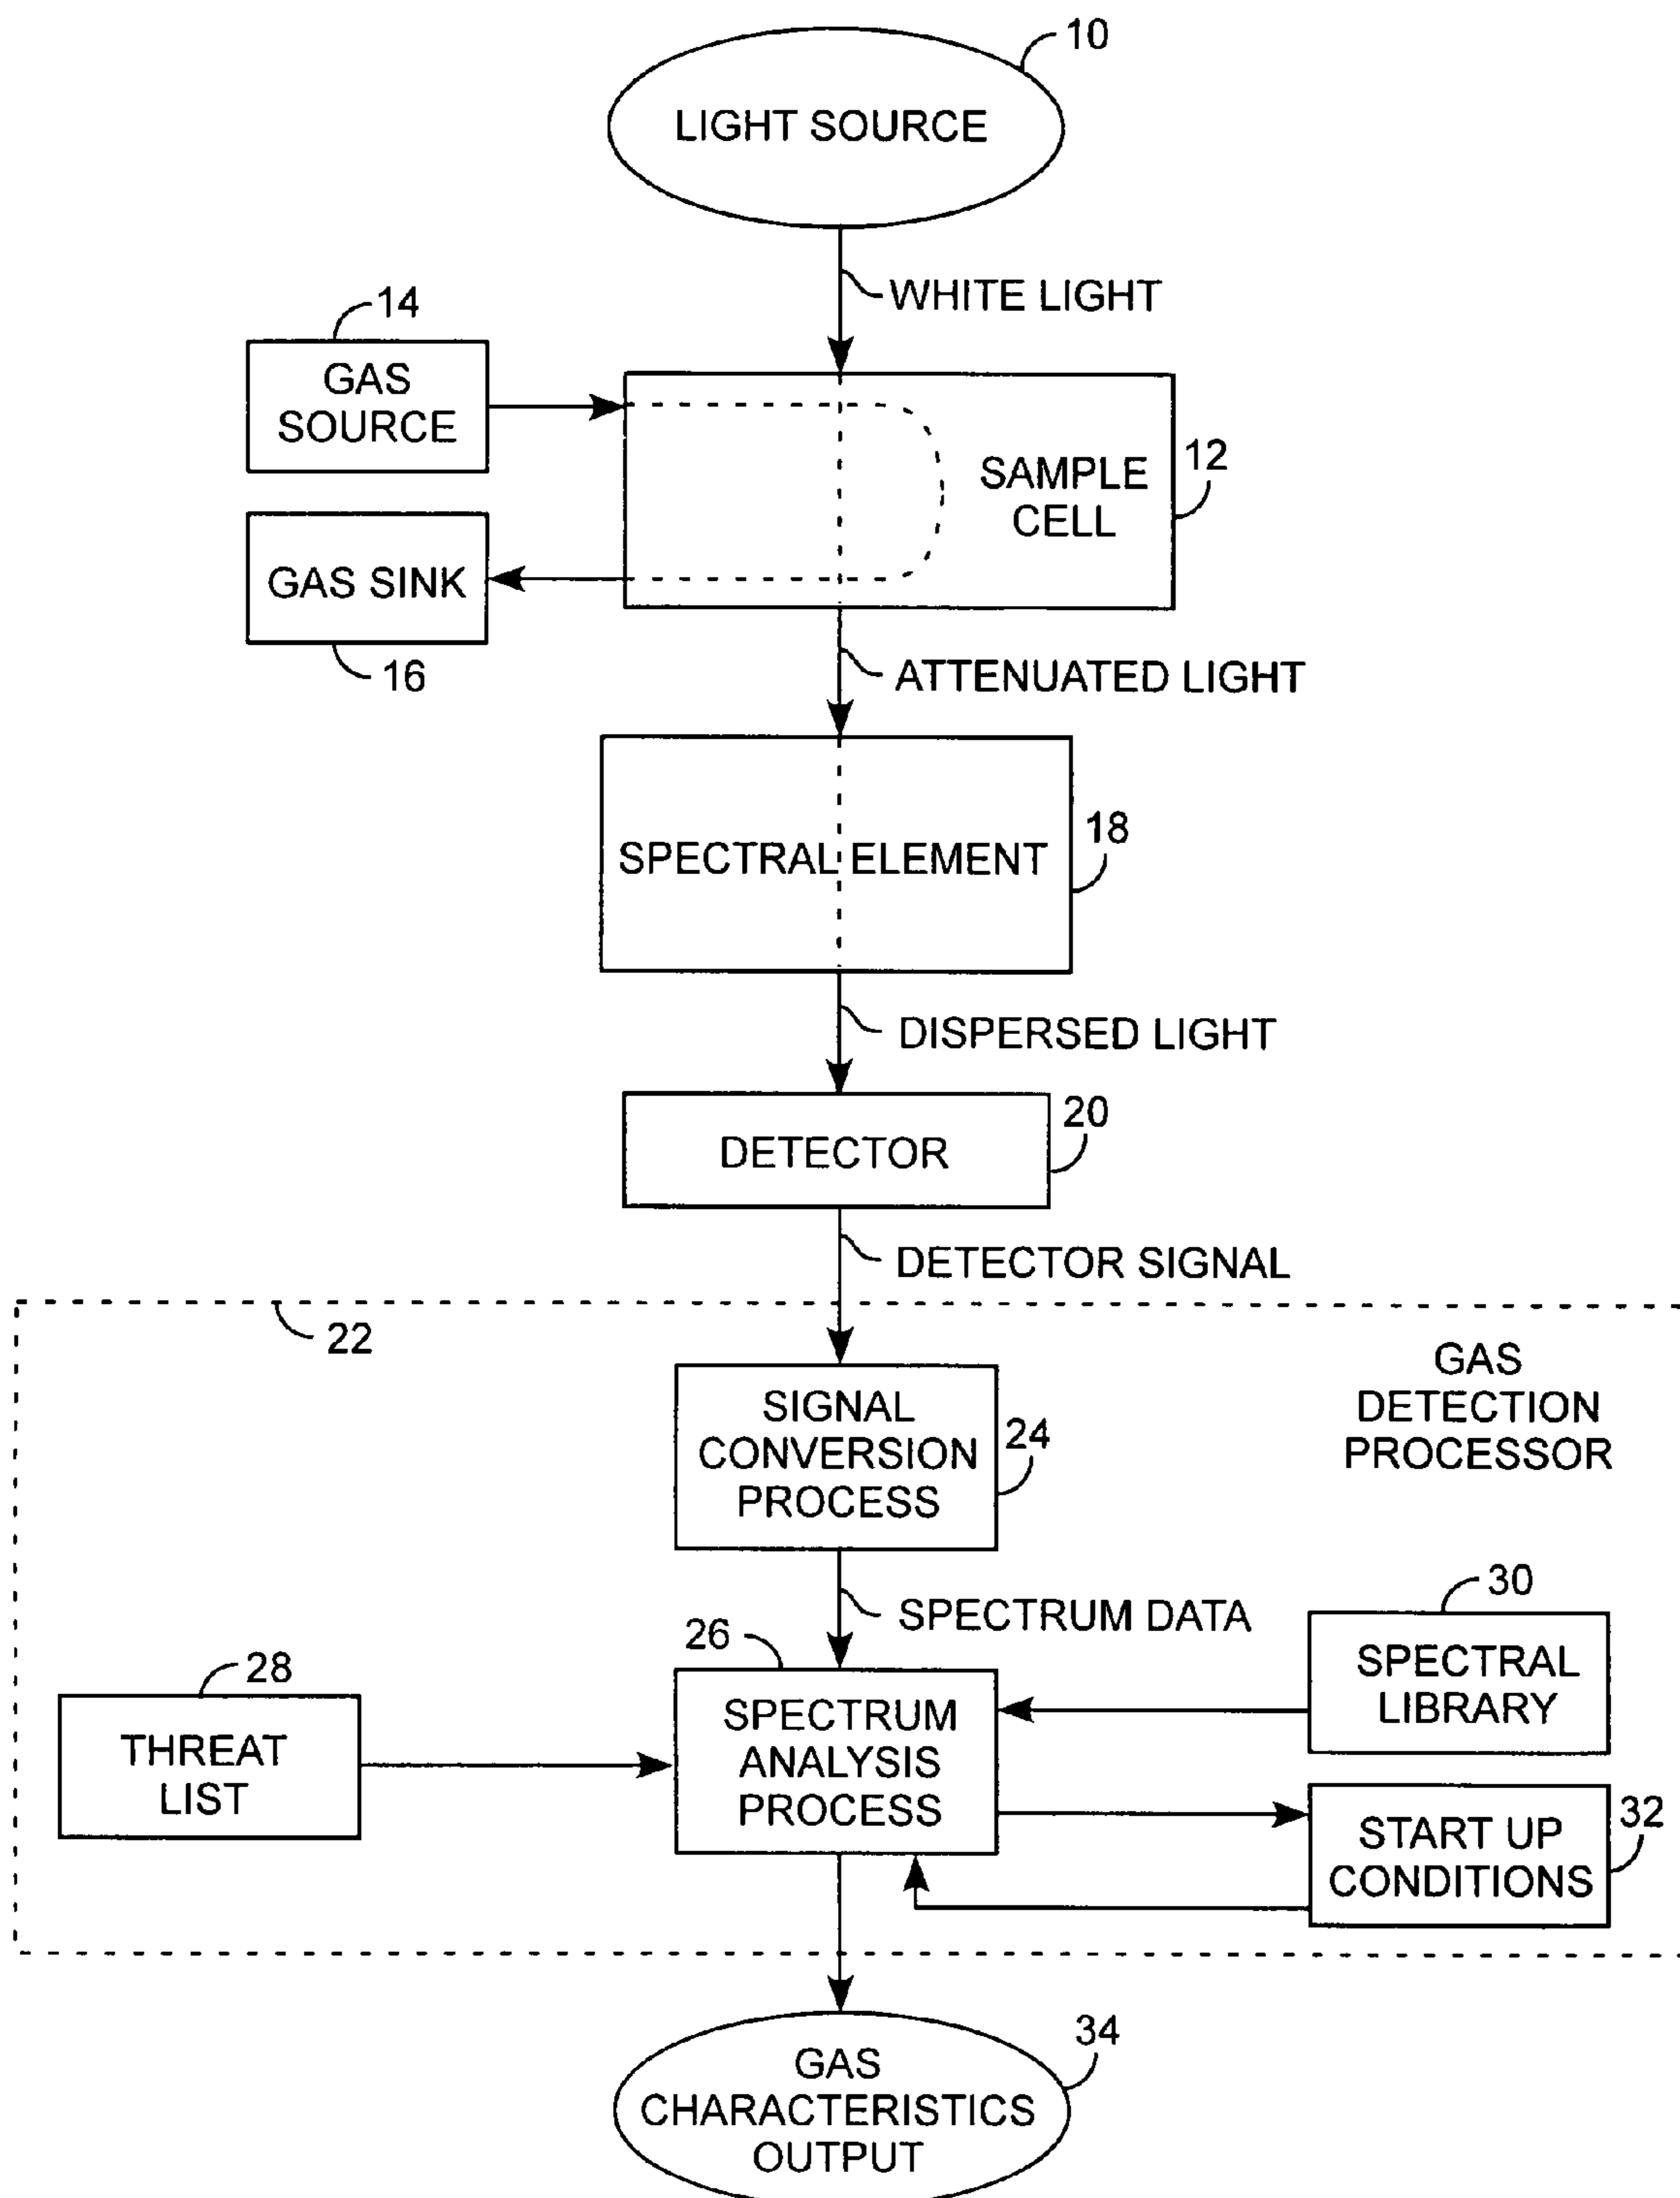 10
LIGHT SOURCE
WHITE LIGHT
14
GAS
SOURCE
SAMPLE
CELL
12
GAS SINK
16
ATTENUATED LIGHT
SPECTRAL ELEMENT
18
DISPERSED LIGHT
20
DETECTOR
DETECTOR SIGNAL
22
GAS
DETECTION
PROCESSOR
SIGNAL
CONVERSION
PROCESS
24
SPECTRUM DATA
30
SPECTRAL
LIBRARY
26
28
THREAT
LIST
SPECTRUM
ANALYSIS
PROCESS
START UP
CONDITIONS
32
34
GAS
CHARACTERISTICS
OUTPUT